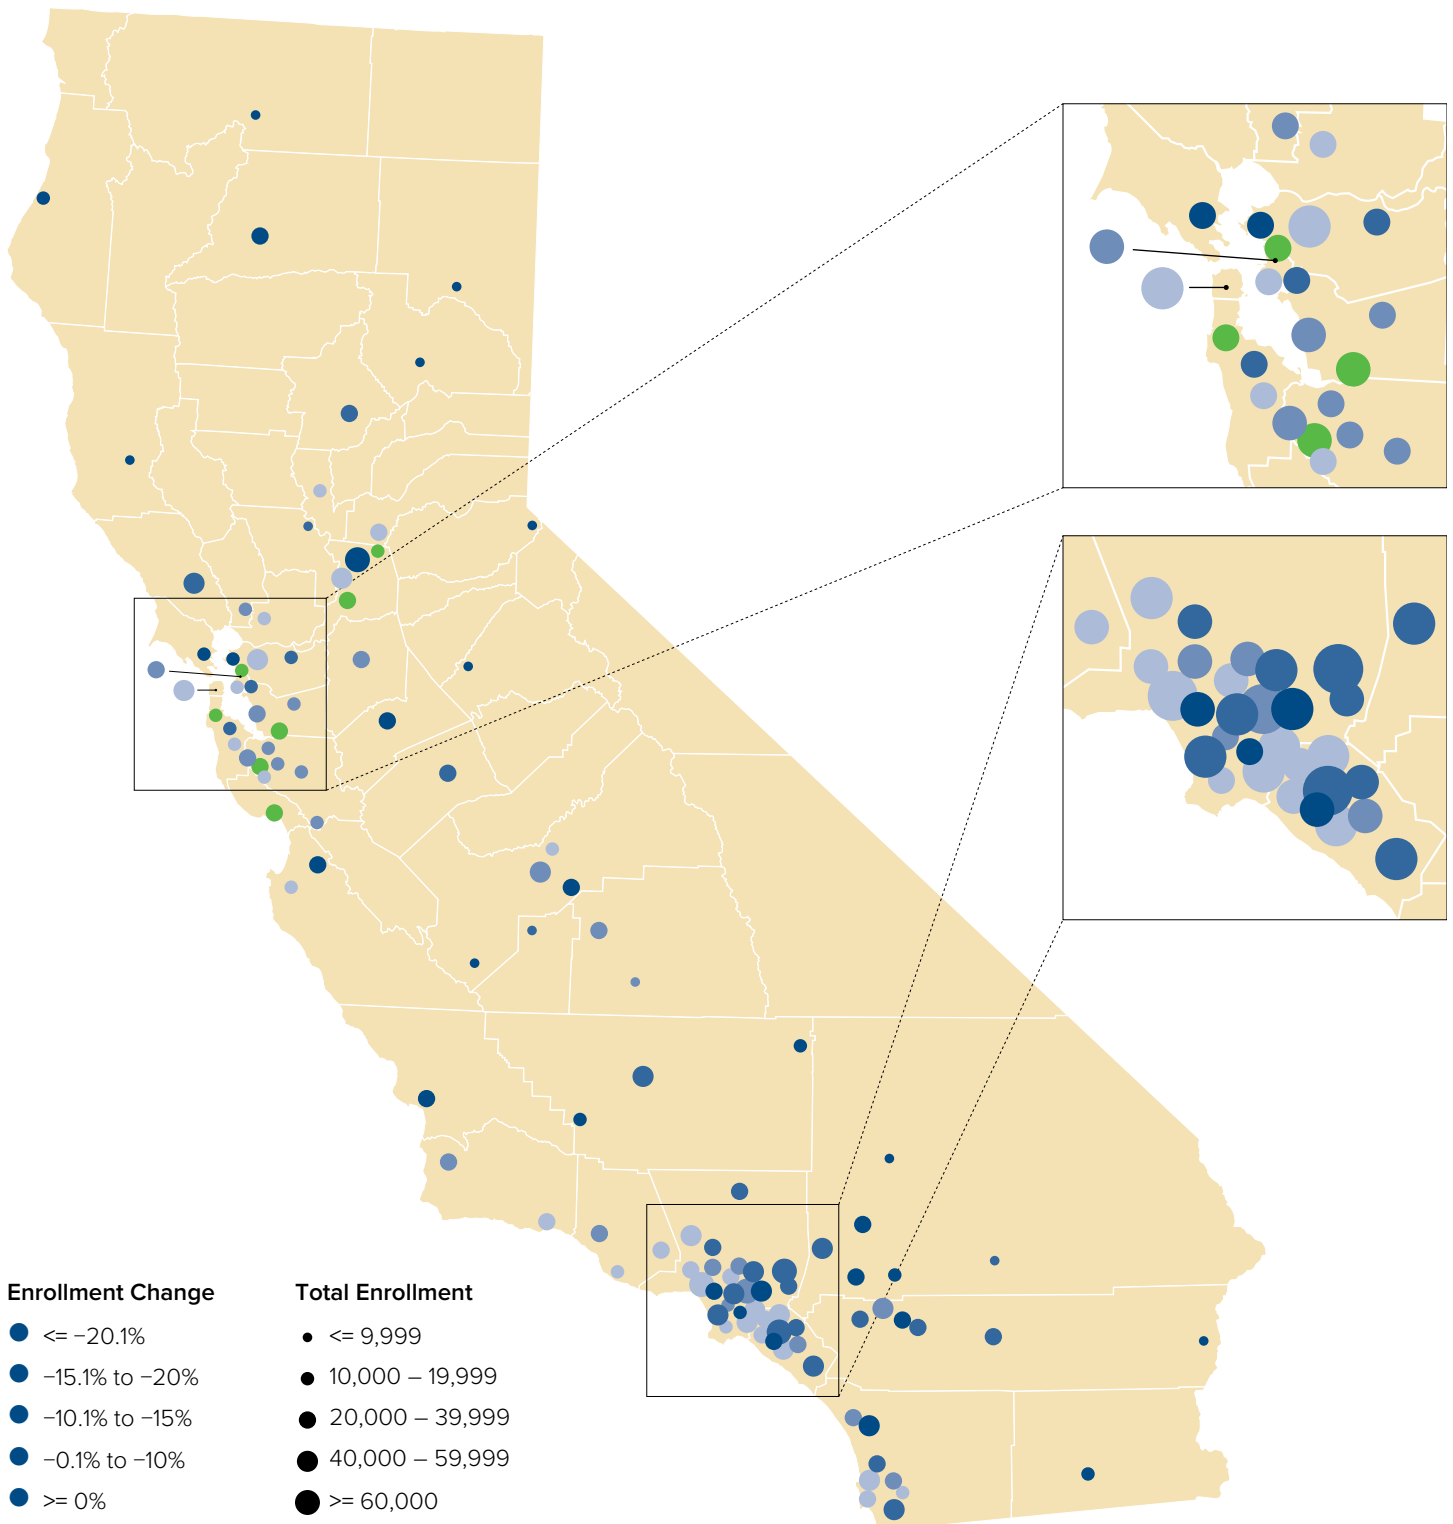 Enrollment Change
<= −20.1%
−15.1% to −20%
−10.1% to −15%
−0.1% to −10%
>= 0%
Total Enrollment
<= 9,999
10,000 – 19,999
20,000 – 39,999
40,000 – 59,999
>= 60,000